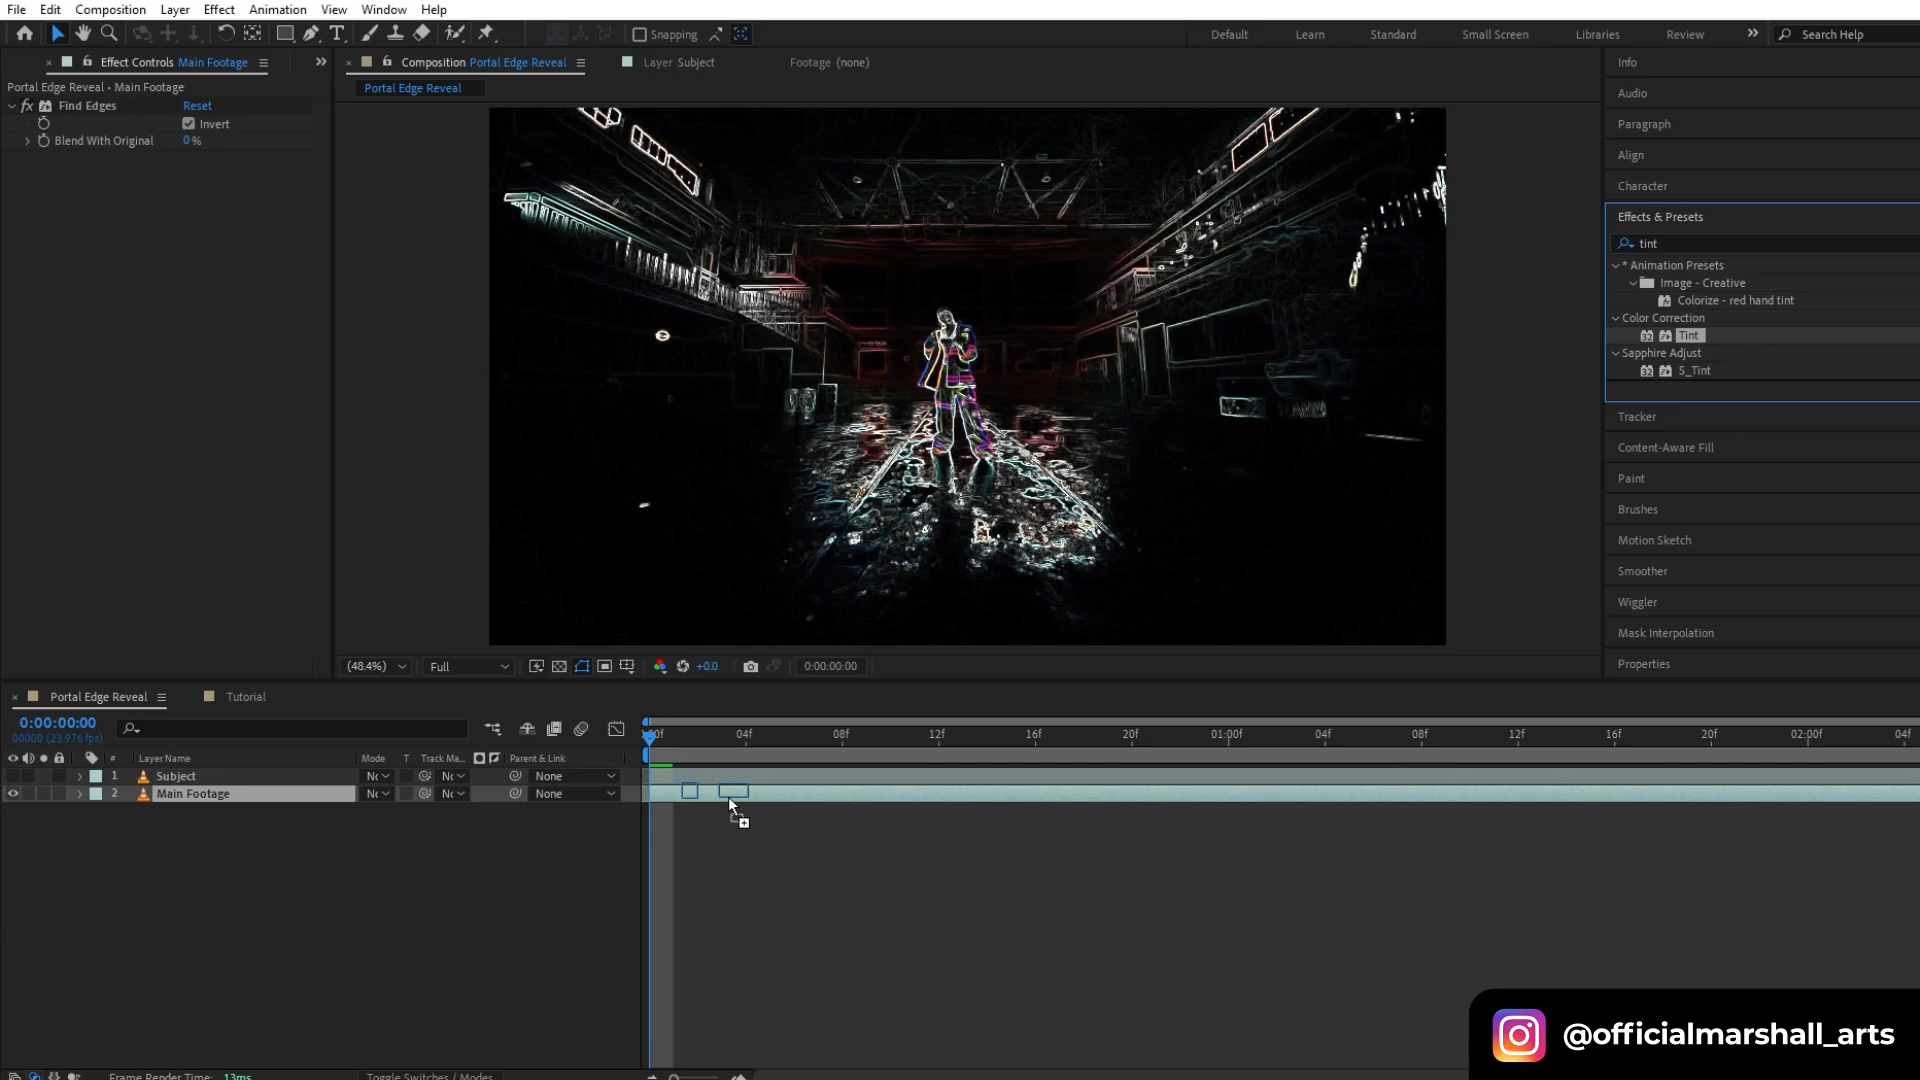 File Edit Composition Layer Effect Animation View Window Help
Snapping
Default Learn Standard Small Screen Libraries Review Search Help
Effect Controls Main Footage
Composition Portal Edge Reveal
Layer Subject
Footage (none)
Portal Edge Reveal • Main Footage
Portal Edge Reveal
fx Find Edges Reset
Invert
Blend With Original 0 %
Info
Audio
Paragraph
Align
Character
Effects & Presets
tint
* Animation Presets
Image - Creative
Colorize - red hand tint
Color Correction
32 Tint
Sapphire Adjust
32 S_Tint
Tracker
Content-Aware Fill
Paint
Brushes
Motion Sketch
Smoother
Wiggler
Mask Interpolation
Properties
(48.4%) Full +0.0 0:00:00:00
Portal Edge Reveal Tutorial
0:00:00:00
00000 (23.976 fps)
04f 08f 12f 16f 20f 01:00f 04f 08f 12f 16f 20f 02:00f 04f
# Layer Name Mode T Track Ma... Parent & Link
1 Subject None
2 Main Footage None
@officialmarshall_arts
Frame Render Time: 13ms Toggle Switches / Modes